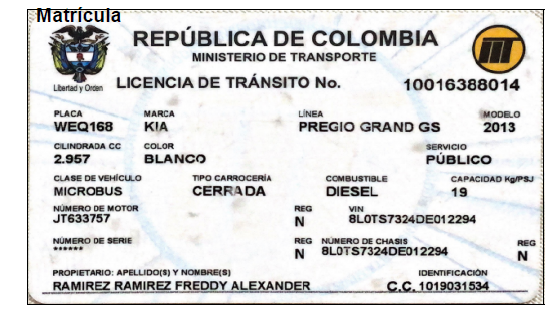 Matrícula
REPÚBLICA DE COLOMBIA
MINISTERIO DE TRANSPORTE
Libertad y Orden
LICENCIA DE TRÁNSITO No. 10016388014
PLACA MARCA LÍNEA MODELO
WEQ168 KIA PREGIO GRAND GS 2013
CILINDRADA CC COLOR SERVICIO
2.957 BLANCO PÚBLICO
CLASE DE VEHÍCULO TIPO CARROCERÍA COMBUSTIBLE CAPACIDAD Kg/PSJ
MICROBUS CERRADA DIESEL 19
NÚMERO DE MOTOR REG VIN
JT633757 N 8L0TS7324DE012294
NÚMERO DE SERIE REG NÚMERO DE CHASIS REG
****** N 8L0TS7324DE012294 N
PROPIETARIO: APELLIDO(S) Y NOMBRE(S) IDENTIFICACIÓN
RAMIREZ RAMIREZ FREDDY ALEXANDER C.C. 1019031534